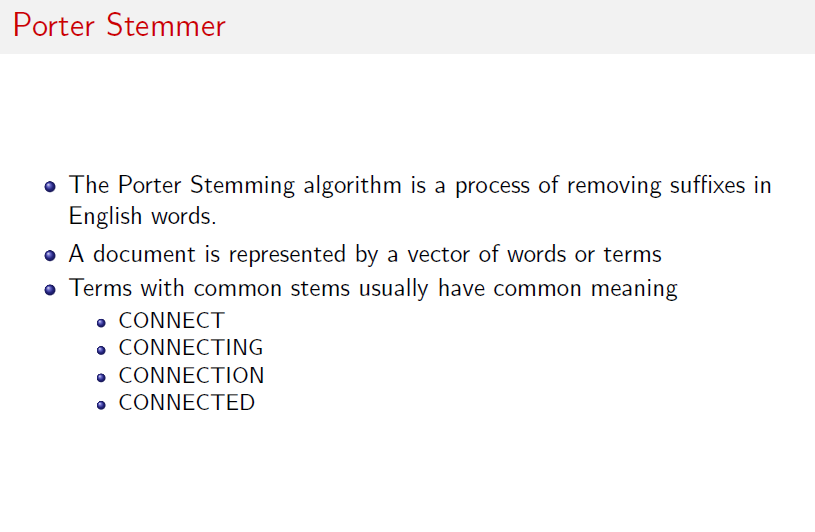 Porter Stemmer
The Porter Stemming algorithm is a process of removing suffixes in
English words.
A document is represented by a vector of words or terms
Terms with common stems usually have common meaning
CONNECT
CONNECTING
CONNECTION
CONNECTED